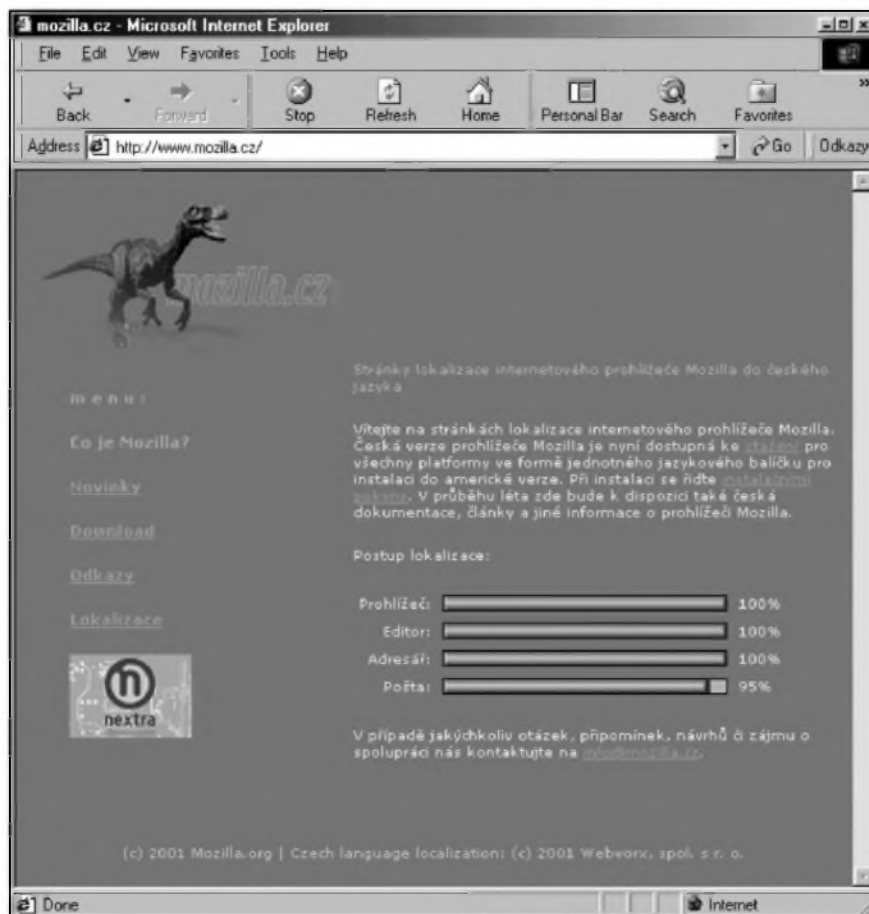 mozilla.cz - Microsoft Internet Explorer
File Edit View Favorites Tools Help
Back Forward Stop Refresh Home Personal Bar Search Favorites »
Address http://www.mozilla.cz/ Go Odkazy
mozilla.cz
Stránky lokalizace internetového prohlížeče Mozilla do českého
jazyka
menu:
Co je Mozilla?
Novinky
Download
Odkazy
Lokalizace
n
nextra
Vítejte na stránkách lokalizace internetového prohlížeče Mozilla.
Česká verze prohlížeče Mozilla je nyní dostupná ke stažení pro
všechny platformy ve formě jednotného jazykového balíčku pro
instalaci do americké verze. Při instalaci se řiďte instalačními
pokyny. V průběhu léta zde bude k dispozici také česká
dokumentace, články a jiné informace o prohlížeči Mozilla.
Postup lokalizace:
Prohlížeč: 100%
Editor: 100%
Adresář: 100%
Pošta: 95%
V případě jakýchkoliv otázek, připomínek, návrhů či zájmu o
spolupráci nás kontaktujte na info@mozilla.cz.
(c) 2001 Mozilla.org | Czech language localization: (c) 2001 Webworx, spol. s r. o.
Done Internet